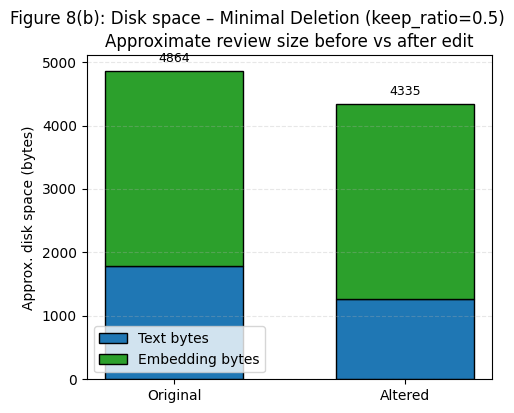 Figure 8(b): Disk space – Minimal Deletion (keep_ratio=0.5)
Approximate review size before vs after edit
4864
4335
5000
4000
3000
2000
1000
0
Approx. disk space (bytes)
Text bytes
Embedding bytes
Original
Altered